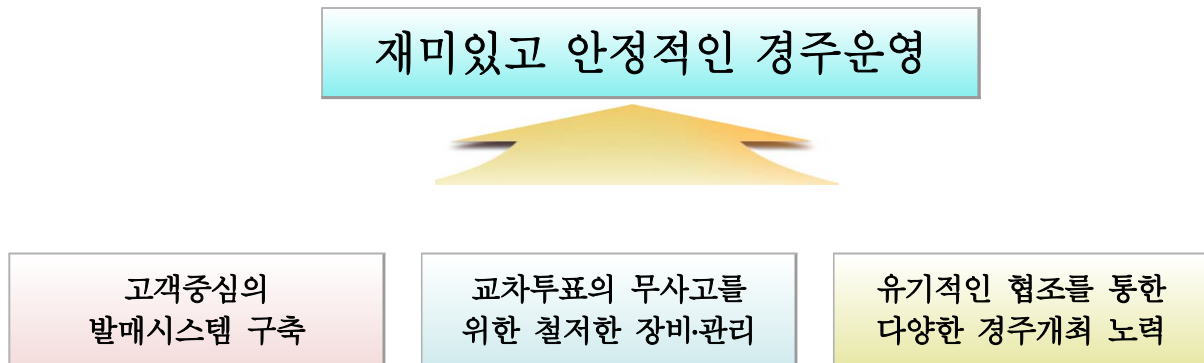 재미있고 안정적인 경주운영
고객중심의
발매시스템 구축
교차투표의 무사고를
위한 철저한 장비·관리
유기적인 협조를 통한
다양한 경주개최 노력